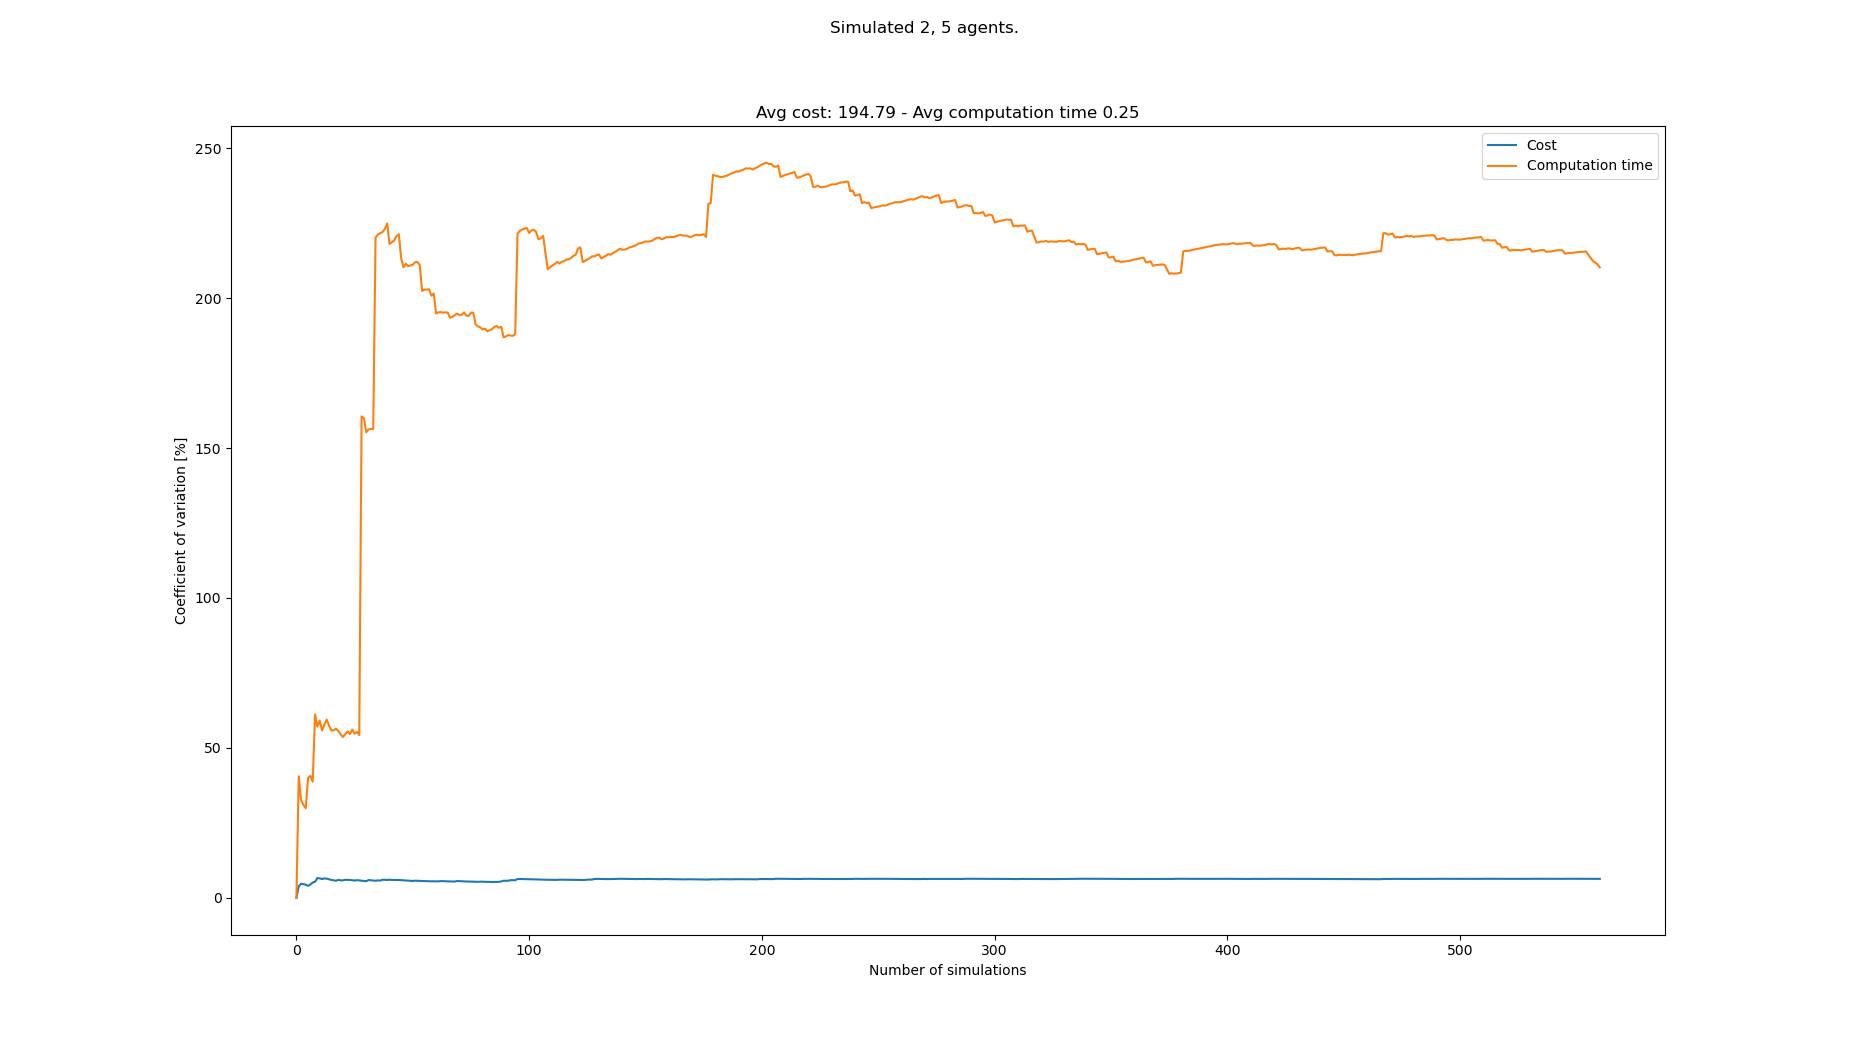 Simulated 2, 5 agents.
Avg cost: 194.79 - Avg computation time 0.25
Cost
Computation time
250
200
150
100
50
0
Coefficient of variation [%]
0 100 200 300 400 500
Number of simulations